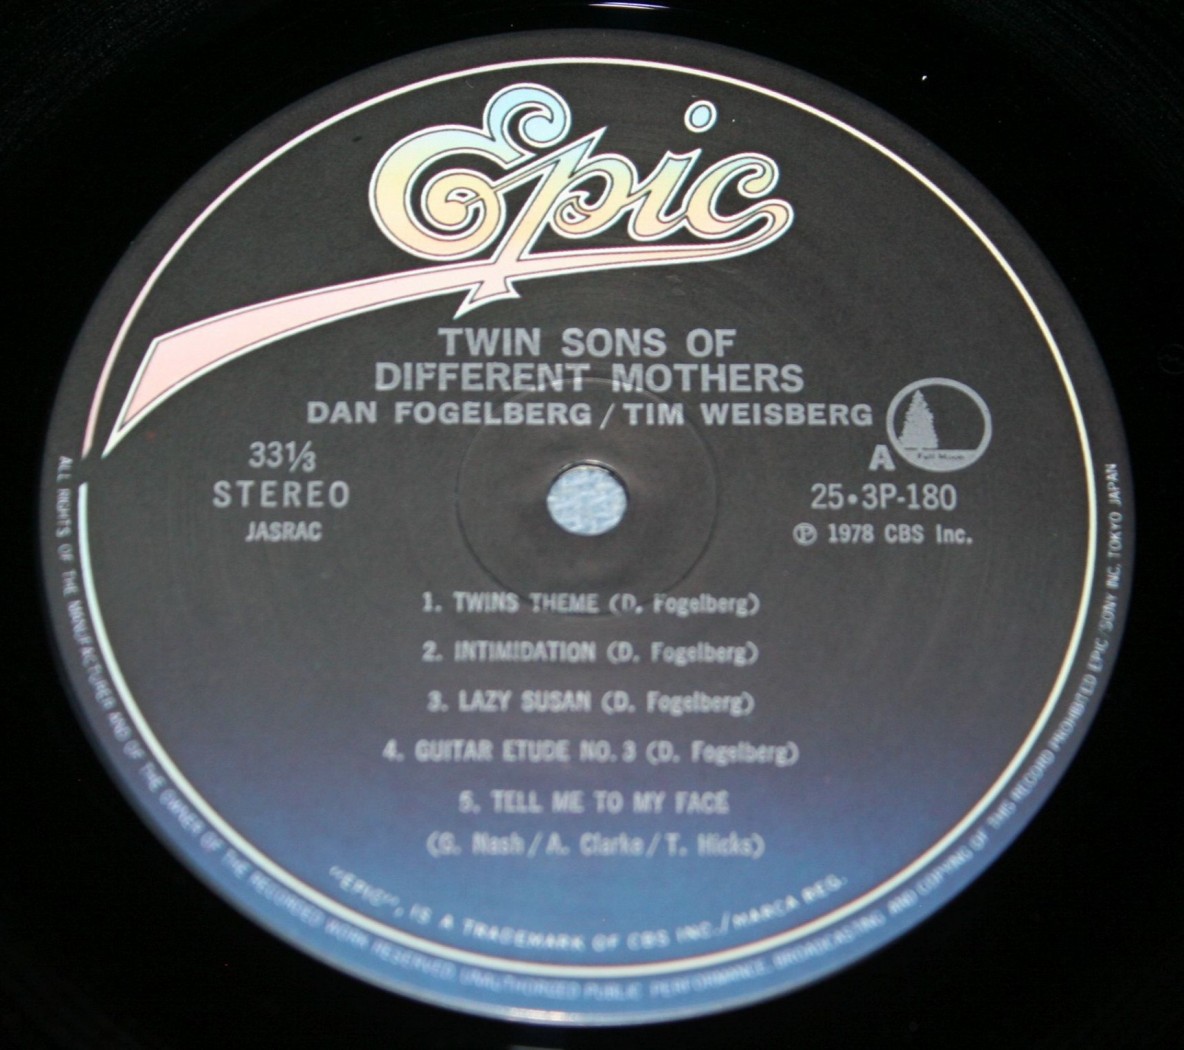 Epic
TWIN SONS OF
DIFFERENT MOTHERS
DAN FOGELBERG / TIM WEISBERG
Full Moon
33⅓
STEREO
JASRAC
A
25•3P-180
Ⓟ 1978 CBS Inc.
1. TWINS THEME (D. Fogelberg)
2. INTIMIDATION (D. Fogelberg)
3. LAZY SUSAN (D. Fogelberg)
4. GUITAR ETUDE NO. 3 (D. Fogelberg)
5. TELL ME TO MY FACE
(G. Nash / A. Clarke / T. Hicks)
"EPIC", IS A TRADEMARK OF CBS INC./MARCA REG.
ALL RIGHTS OF THE MANUFACTURER AND OF THE OWNER OF THE RECORDED WORK RESERVED UNAUTHORIZED PUBLIC PERFORMANCE, BROADCASTING AND COPYING OF THIS RECORD PROHIBITED EPIC/SONY INC. TOKYO JAPAN